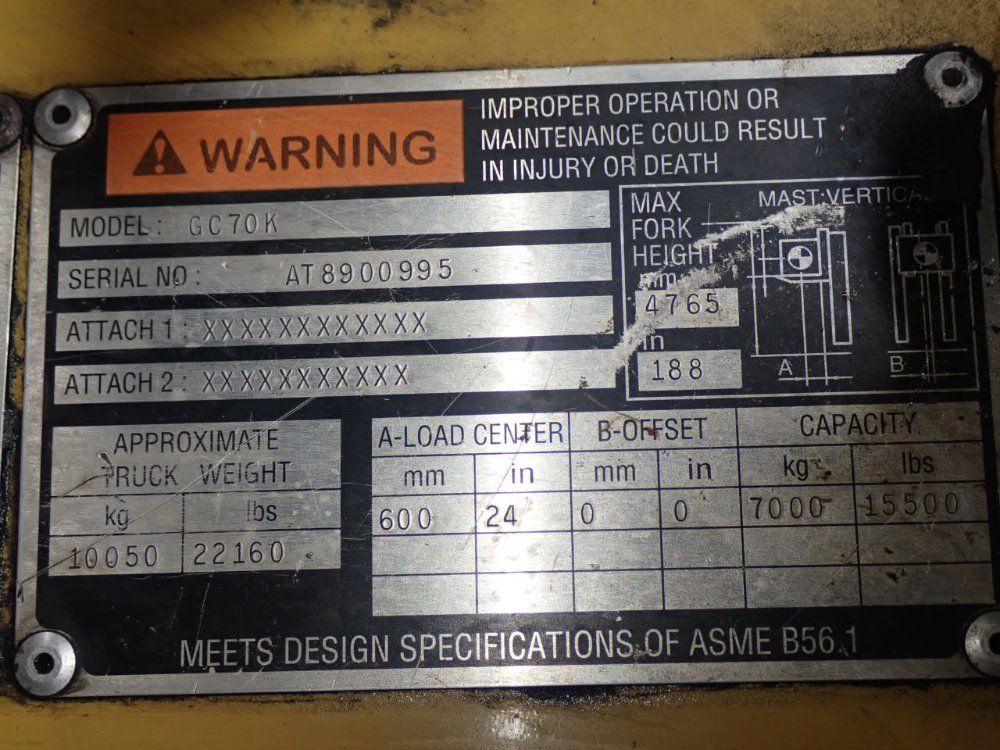 WARNING
IMPROPER OPERATION OR
MAINTENANCE COULD RESULT
IN INJURY OR DEATH
MODEL: GC70K
SERIAL NO: AT8900995
ATTACH 1: XXXXXXXXXXXX
ATTACH 2: XXXXXXXXXXX
MAX
FORK
HEIGHT
mm
4765
in
188
MAST:VERTICA
A
B
APPROXIMATE
TRUCK WEIGHT
kg lbs
10050 22160
A-LOAD CENTER B-OFFSET CAPACITY
mm in mm in kg lbs
600 24 0 0 7000 15500
MEETS DESIGN SPECIFICATIONS OF ASME B56.1